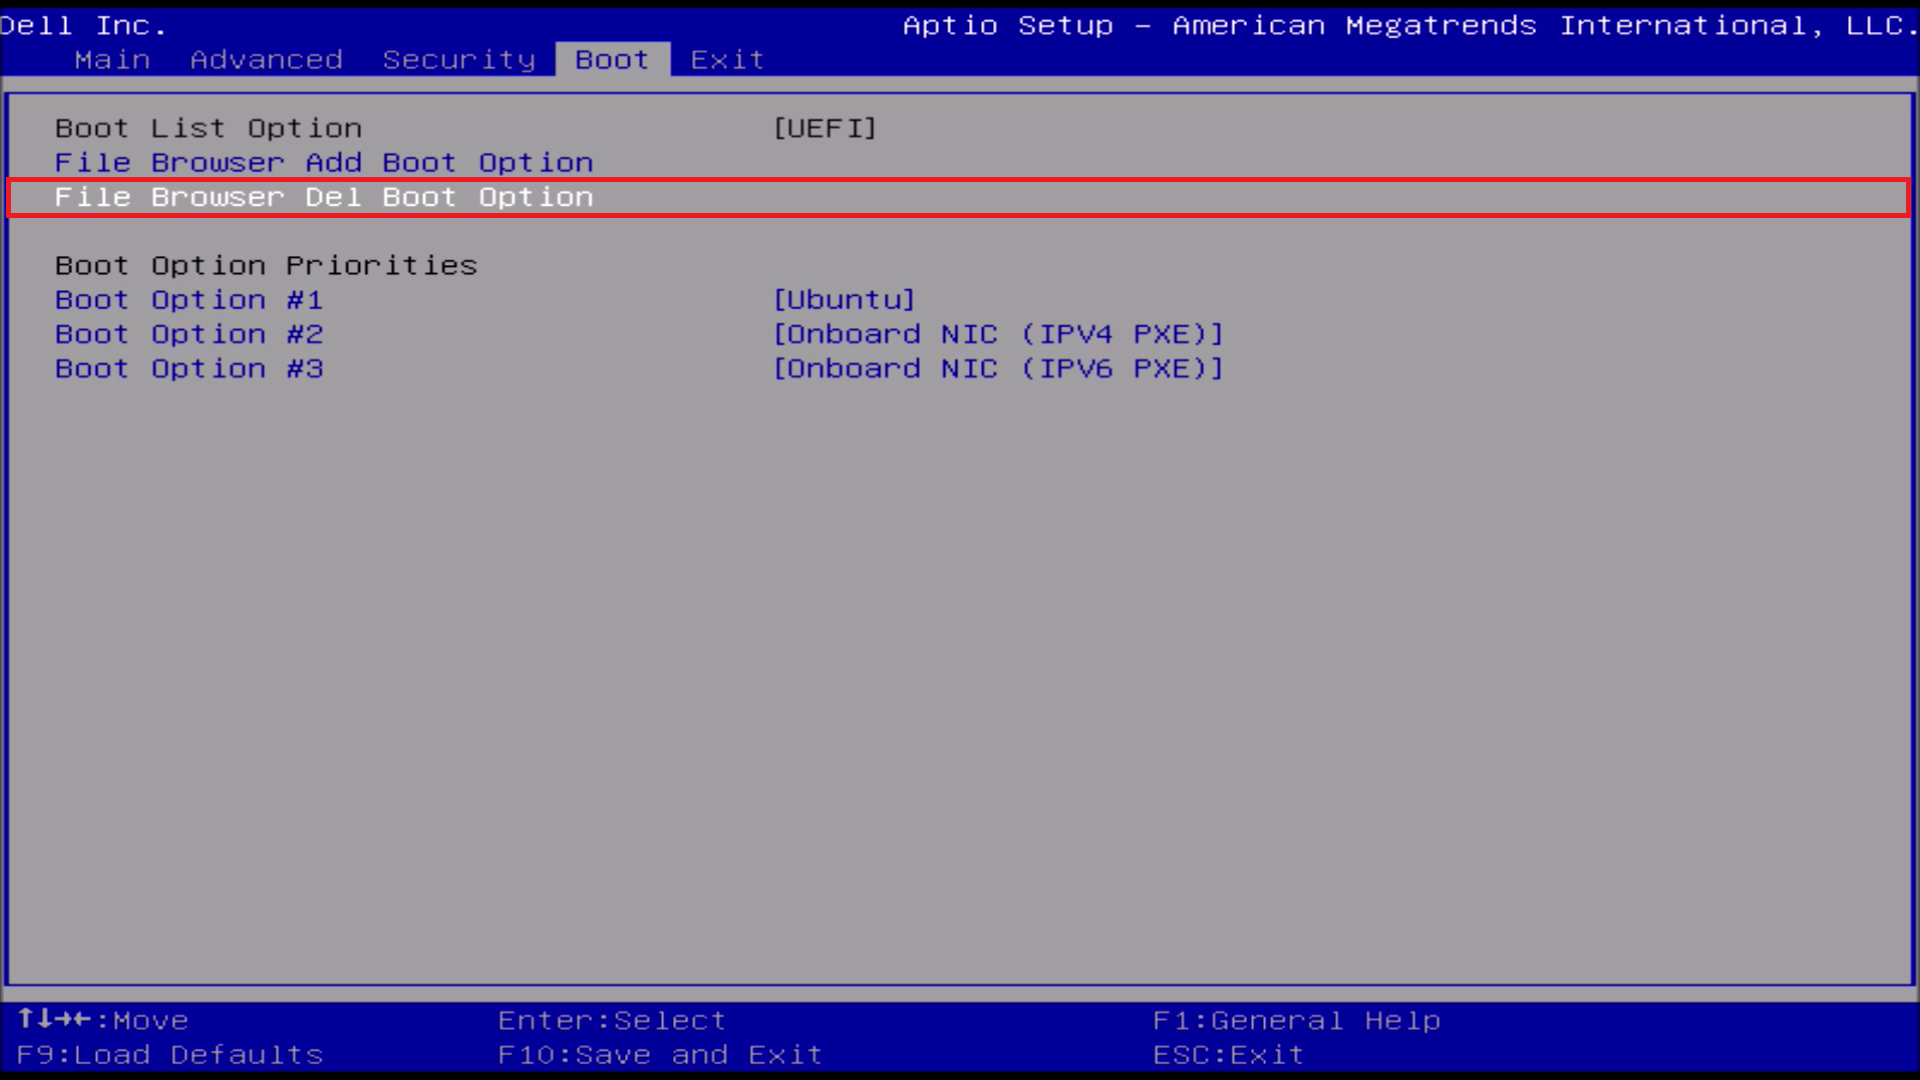 Dell Inc. Aptio Setup – American Megatrends International, LLC.
Main Advanced Security Boot Exit
Boot List Option [UEFI]
File Browser Add Boot Option
File Browser Del Boot Option
Boot Option Priorities
Boot Option #1 [Ubuntu]
Boot Option #2 [Onboard NIC (IPV4 PXE)]
Boot Option #3 [Onboard NIC (IPV6 PXE)]
↑↓→←:Move Enter:Select F1:General Help
F9:Load Defaults F10:Save and Exit ESC:Exit